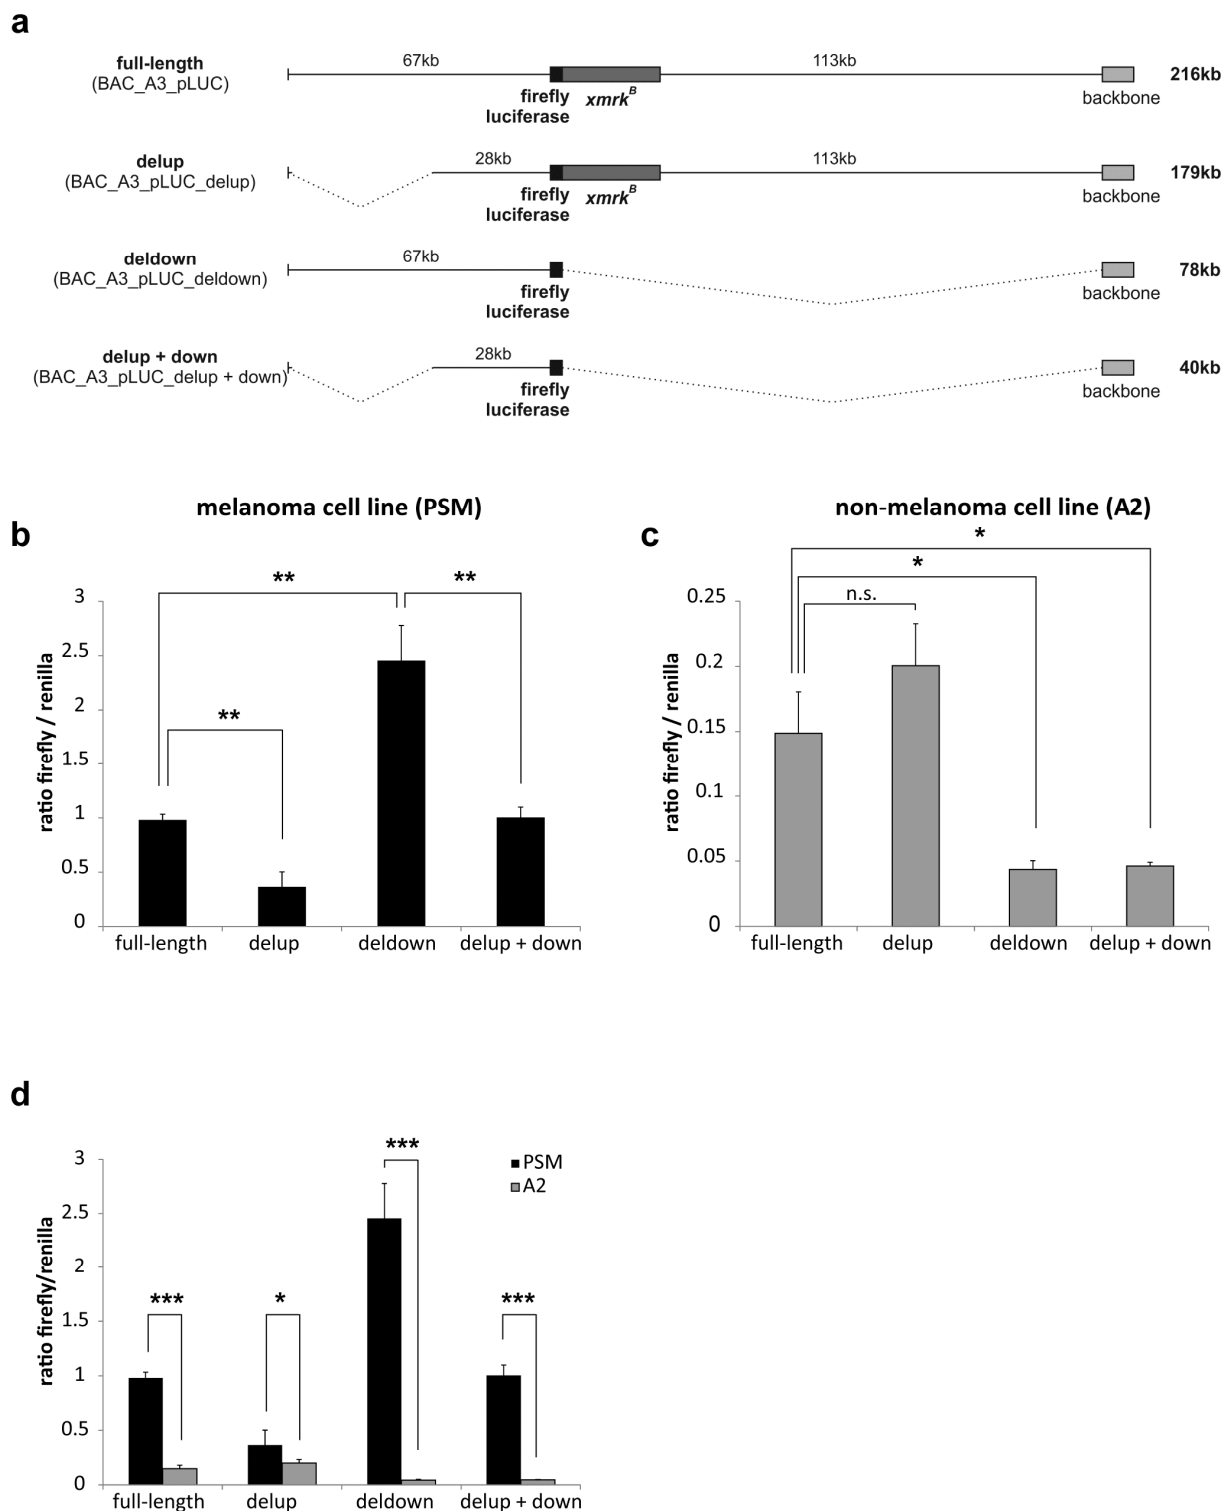 a
full-length
(BAC_A3_pLUC)
67kb
113kb
216kb
firefly
luciferase
xmrk^B
backbone
delup
(BAC_A3_pLUC_delup)
28kb
113kb
179kb
firefly
luciferase
xmrk^B
backbone
deldown
(BAC_A3_pLUC_deldown)
67kb
78kb
firefly
luciferase
backbone
delup + down
(BAC_A3_pLUC_delup + down)
28kb
40kb
firefly
luciferase
backbone
melanoma cell line (PSM)
b
ratio firefly / renilla
3
2.5
2
1.5
1
0.5
0
**
**
**
full-length
delup
deldown
delup + down
non-melanoma cell line (A2)
c
ratio firefly / renilla
0.25
0.2
0.15
0.1
0.05
0
*
*
n.s.
full-length
delup
deldown
delup + down
d
ratio firefly/renilla
3
2.5
2
1.5
1
0.5
0
***
*
***
***
PSM
A2
full-length
delup
deldown
delup + down